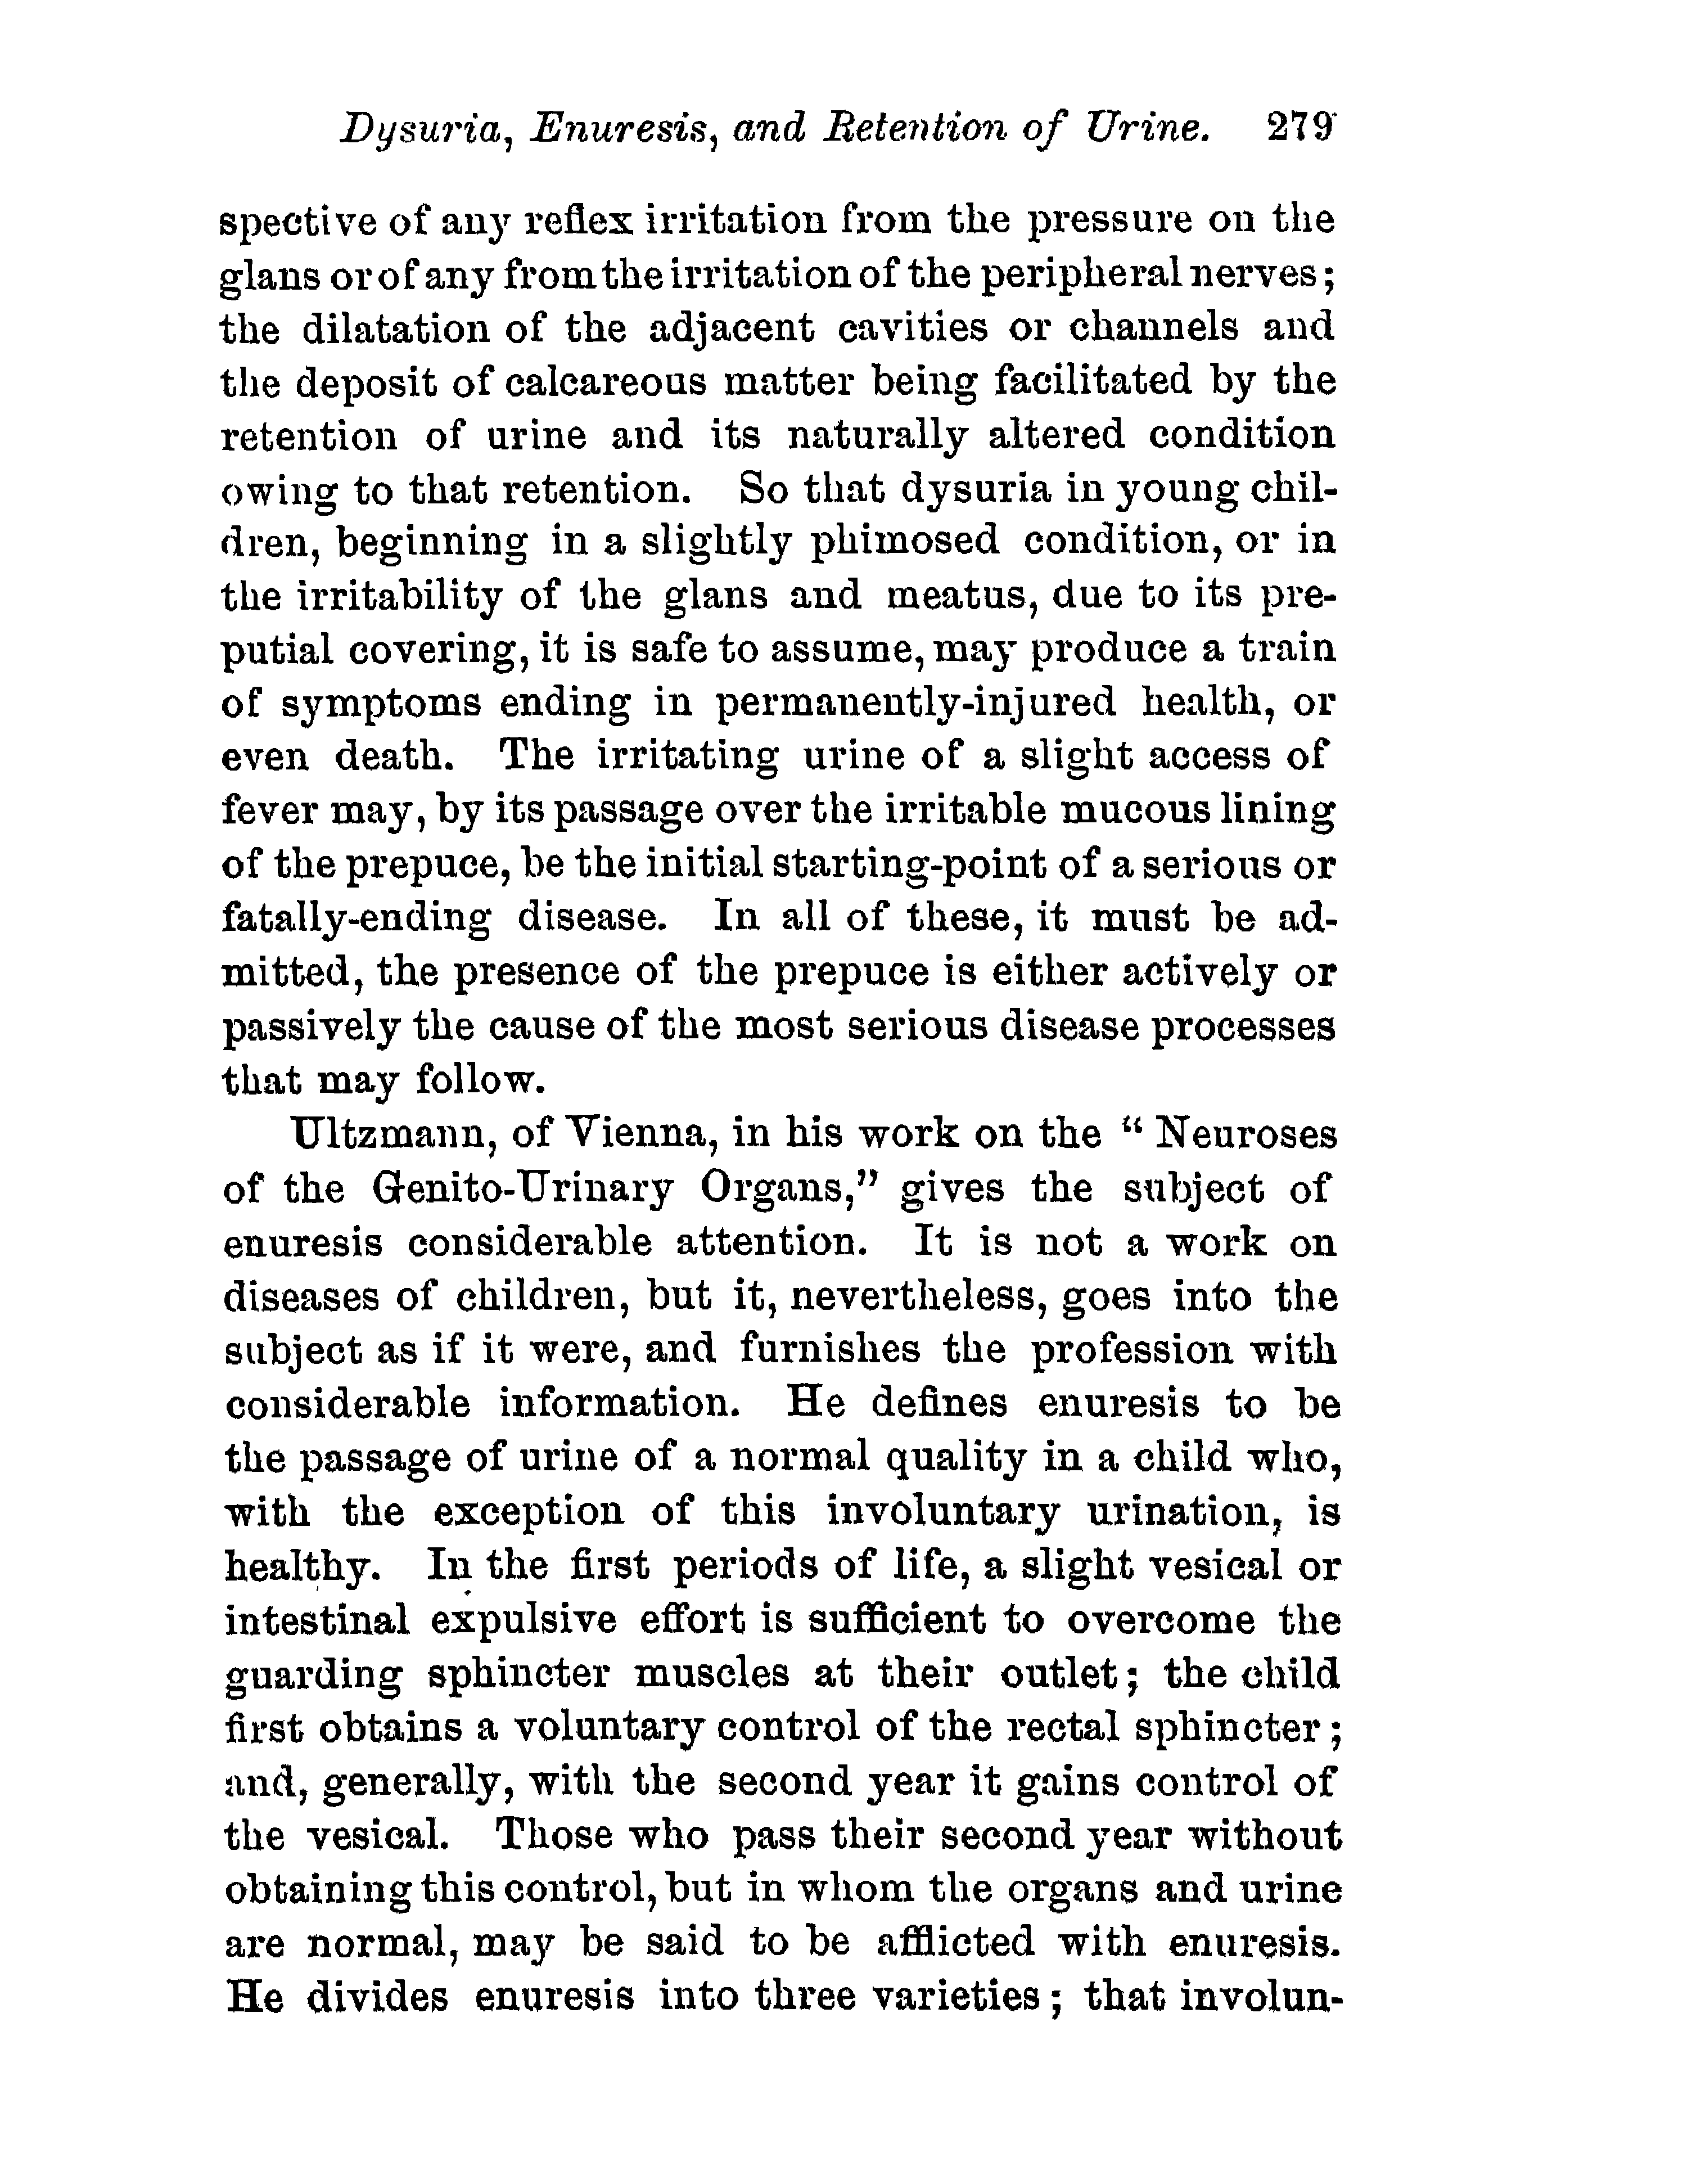 Dysuria, Enuresis, and Retention of Urine. 279
spective of any reflex irritation from the pressure on the
glans or of any from the irritation of the peripheral nerves;
the dilatation of the adjacent cavities or channels and
the deposit of calcareous matter being facilitated by the
retention of urine and its naturally altered condition
owing to that retention. So that dysuria in young chil-
dren, beginning in a slightly phimosed condition, or in
the irritability of the glans and meatus, due to its pre-
putial covering, it is safe to assume, may produce a train
of symptoms ending in permanently-injured health, or
even death. The irritating urine of a slight access of
fever may, by its passage over the irritable mucous lining
of the prepuce, be the initial starting-point of a serious or
fatally-ending disease. In all of these, it must be ad-
mitted, the presence of the prepuce is either actively or
passively the cause of the most serious disease processes
that may follow.
Ultzmann, of Vienna, in his work on the “ Neuroses
of the Genito-Urinary Organs,” gives the subject of
enuresis considerable attention. It is not a work on
diseases of children, but it, nevertheless, goes into the
subject as if it were, and furnishes the profession with
considerable information. He defines enuresis to be
the passage of urine of a normal quality in a child who,
with the exception of this involuntary urination, is
healthy. In the first periods of life, a slight vesical or
intestinal expulsive effort is sufficient to overcome the
guarding sphincter muscles at their outlet; the child
first obtains a voluntary control of the rectal sphincter;
and, generally, with the second year it gains control of
the vesical. Those who pass their second year without
obtaining this control, but in whom the organs and urine
are normal, may be said to be afflicted with enuresis.
He divides enuresis into three varieties; that involun-